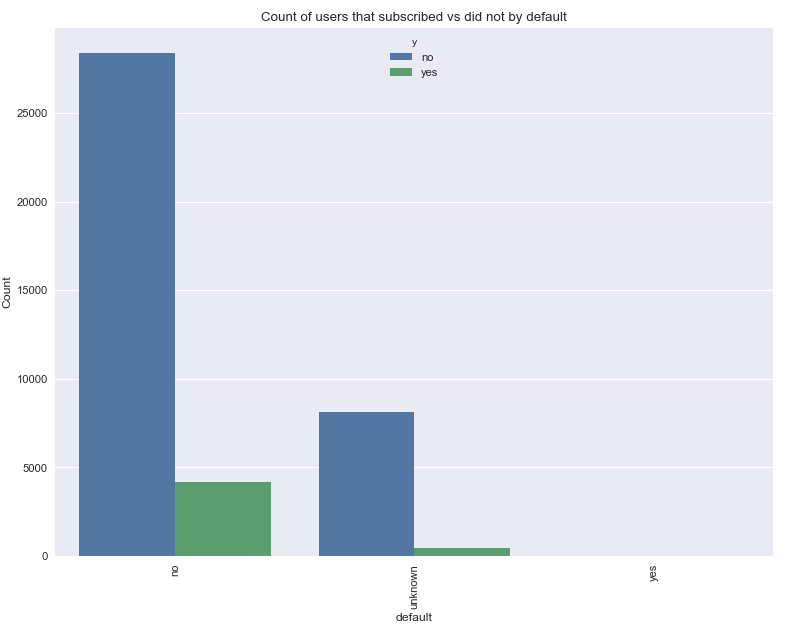 Count of users that subscribed vs did not by default
y
no
yes
25000
20000
15000
10000
5000
0
Count
no
unknown
yes
default